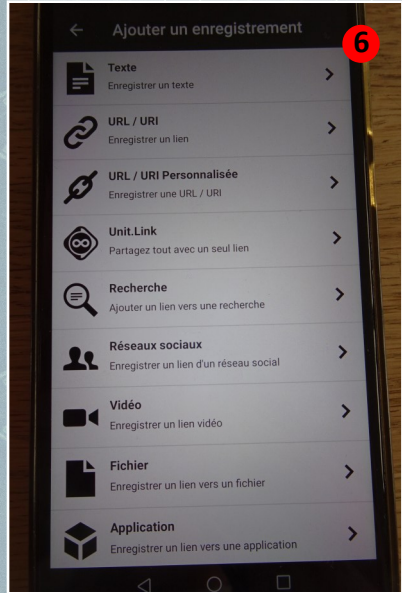 Ajouter un enregistrement
6
Texte
Enregistrer un texte
URL / URI
Enregistrer un lien
URL / URI Personnalisée
Enregistrer une URL / URI
Unit.Link
Partagez tout avec un seul lien
Recherche
Ajouter un lien vers une recherche
Réseaux sociaux
Enregistrer un lien d'un réseau social
Vidéo
Enregistrer un lien vidéo
Fichier
Enregistrer un lien vers un fichier
Application
Enregistrer un lien vers une application